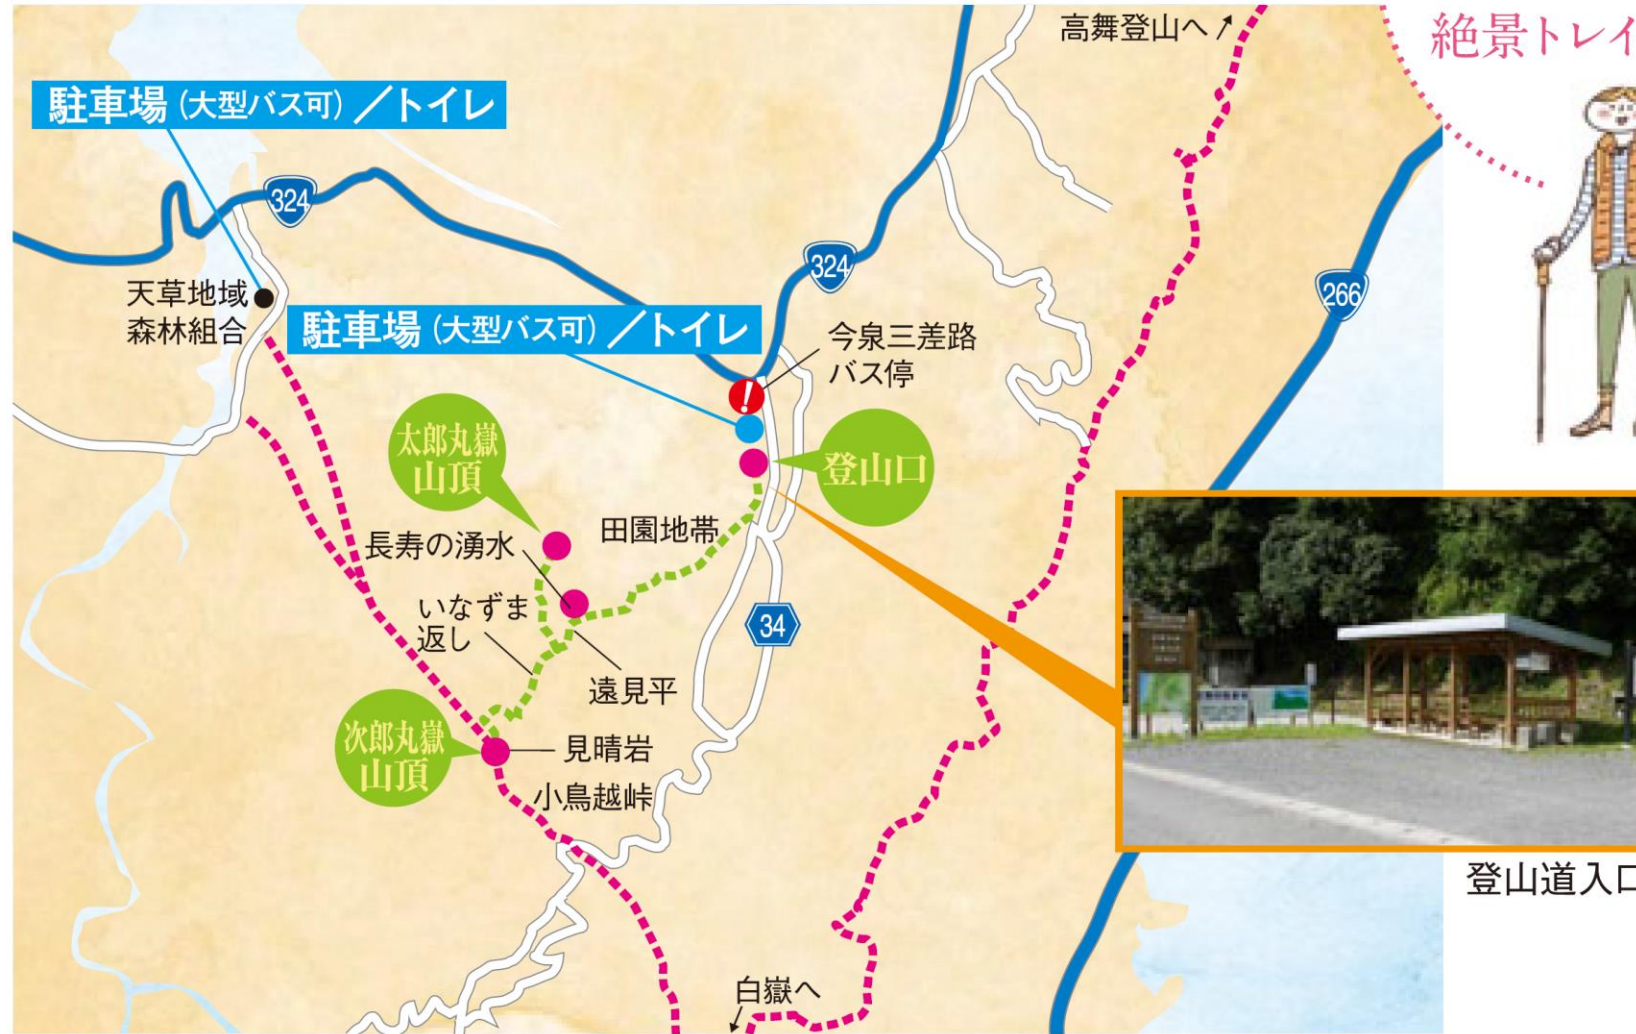 高舞登山へ
絶景トレイ
駐車場（大型バス可）／トイレ
324
324
266
天草地域
森林組合
駐車場（大型バス可）／トイレ
今泉三差路
バス停
太郎丸嶽
山頂
登山口
田園地帯
長寿の湧水
いなずま
返し
34
遠見平
次郎丸嶽
山頂
見晴岩
小鳥越峠
登山道入口
白嶽へ